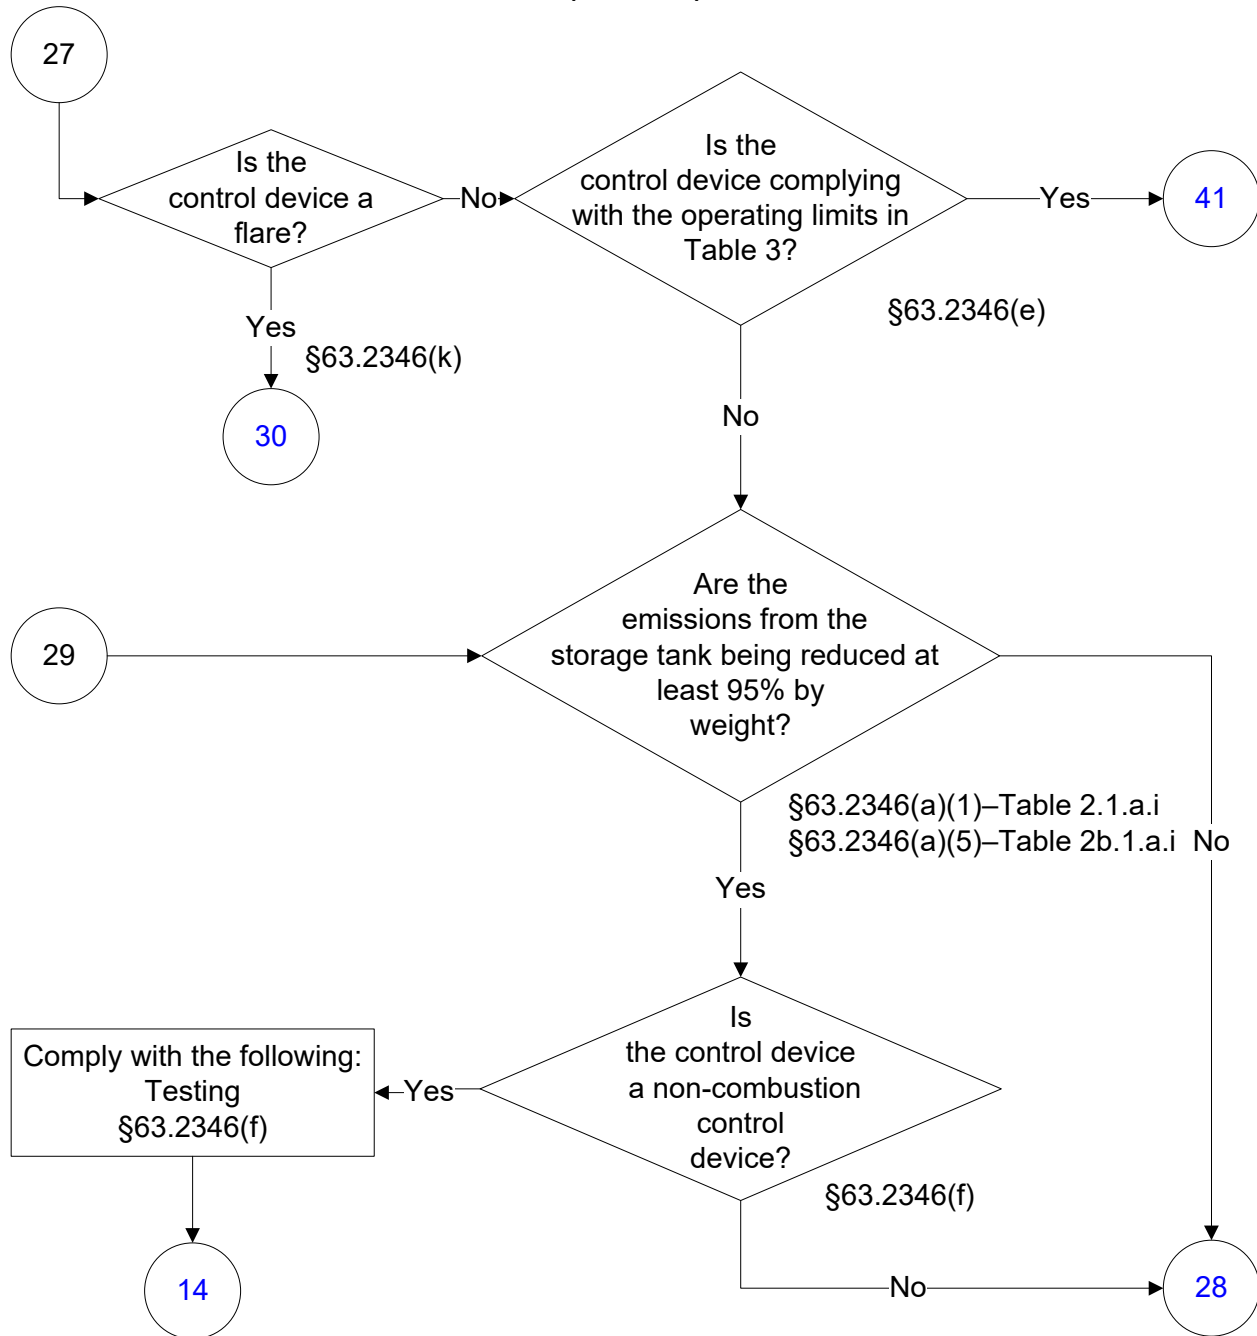 27
Is the
control device a
flare?
No
Is the
control device complying
with the operating limits in
Table 3?
Yes
41
§63.2346(e)
Yes
§63.2346(k)
30
No
29
Are the
emissions from the
storage tank being reduced at
least 95% by
weight?
§63.2346(a)(1)–Table 2.1.a.i
§63.2346(a)(5)–Table 2b.1.a.i
No
Yes
Is
the control device
a non-combustion
control
device?
Yes
Comply with the following:
Testing
§63.2346(f)
§63.2346(f)
14
No
28